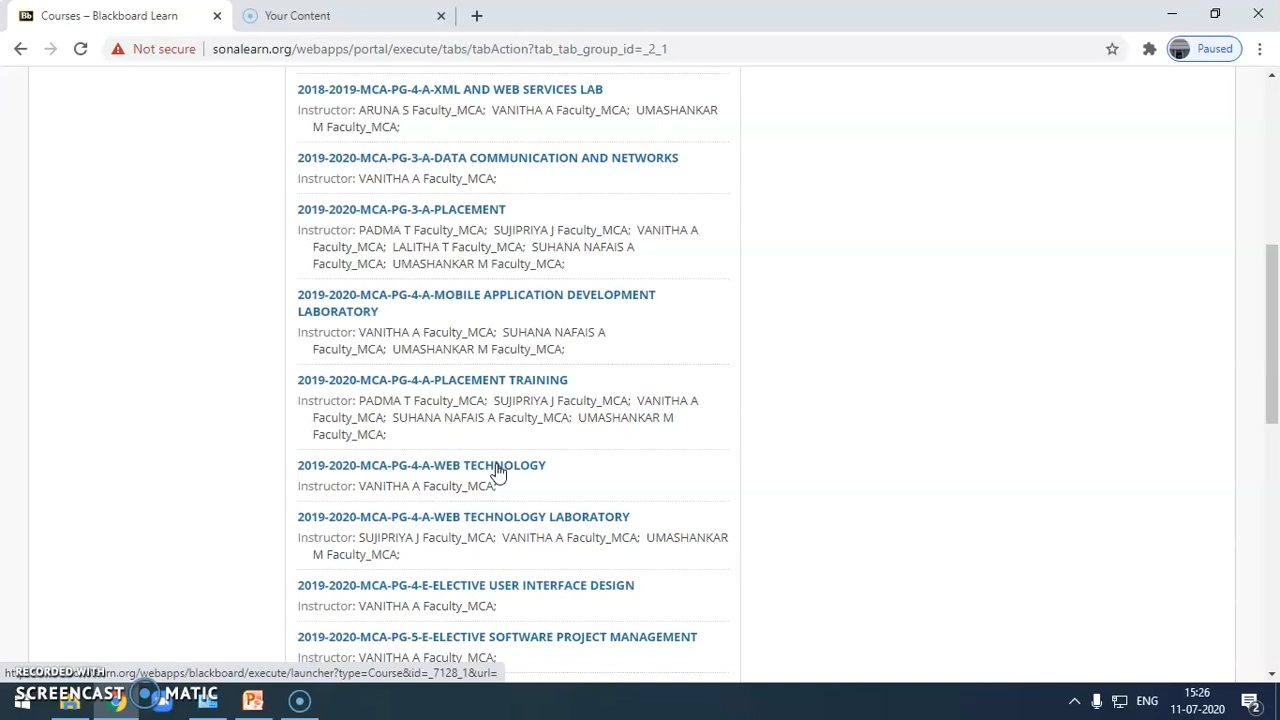 Courses – Blackboard Learn
Your Content
Not secure
sonalearn.org/webapps/portal/execute/tabs/tabAction?tab_tab_group_id=_2_1
Paused
2018-2019-MCA-PG-4-A-XML AND WEB SERVICES LAB
Instructor: ARUNA S Faculty_MCA; VANITHA A Faculty_MCA; UMASHANKAR
M Faculty_MCA;
2019-2020-MCA-PG-3-A-DATA COMMUNICATION AND NETWORKS
Instructor: VANITHA A Faculty_MCA;
2019-2020-MCA-PG-3-A-PLACEMENT
Instructor: PADMA T Faculty_MCA; SUJIPRIYA J Faculty_MCA; VANITHA A
Faculty_MCA; LALITHA T Faculty_MCA; SUHANA NAFAIS A
Faculty_MCA; UMASHANKAR M Faculty_MCA;
2019-2020-MCA-PG-4-A-MOBILE APPLICATION DEVELOPMENT
LABORATORY
Instructor: VANITHA A Faculty_MCA; SUHANA NAFAIS A
Faculty_MCA; UMASHANKAR M Faculty_MCA;
2019-2020-MCA-PG-4-A-PLACEMENT TRAINING
Instructor: PADMA T Faculty_MCA; SUJIPRIYA J Faculty_MCA; VANITHA A
Faculty_MCA; SUHANA NAFAIS A Faculty_MCA; UMASHANKAR M
Faculty_MCA;
2019-2020-MCA-PG-4-A-WEB TECHNOLOGY
Instructor: VANITHA A Faculty_MCA;
2019-2020-MCA-PG-4-A-WEB TECHNOLOGY LABORATORY
Instructor: SUJIPRIYA J Faculty_MCA; VANITHA A Faculty_MCA; UMASHANKAR
M Faculty_MCA;
2019-2020-MCA-PG-4-E-ELECTIVE USER INTERFACE DESIGN
Instructor: VANITHA A Faculty_MCA;
2019-2020-MCA-PG-5-E-ELECTIVE SOFTWARE PROJECT MANAGEMENT
Instructor: VANITHA A Faculty_MCA;
rn.org/webapps/blackboard/execute/launcher?type=Course&id=_7128_1&url=
RECORDED WITH
SCREENCAST MATIC
ENG
15:26
11-07-2020
2